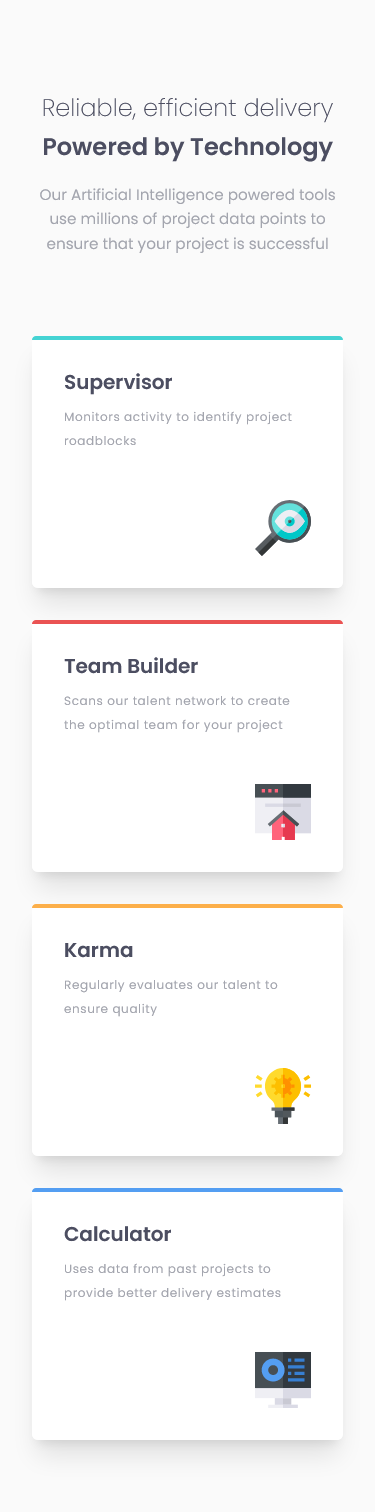 Reliable, efficient delivery
Powered by Technology
Our Artificial Intelligence powered tools
use millions of project data points to
ensure that your project is successful
Supervisor
Monitors activity to identify project
roadblocks
Team Builder
Scans our talent network to create
the optimal team for your project
Karma
Regularly evaluates our talent to
ensure quality
Calculator
Uses data from past projects to
provide better delivery estimates